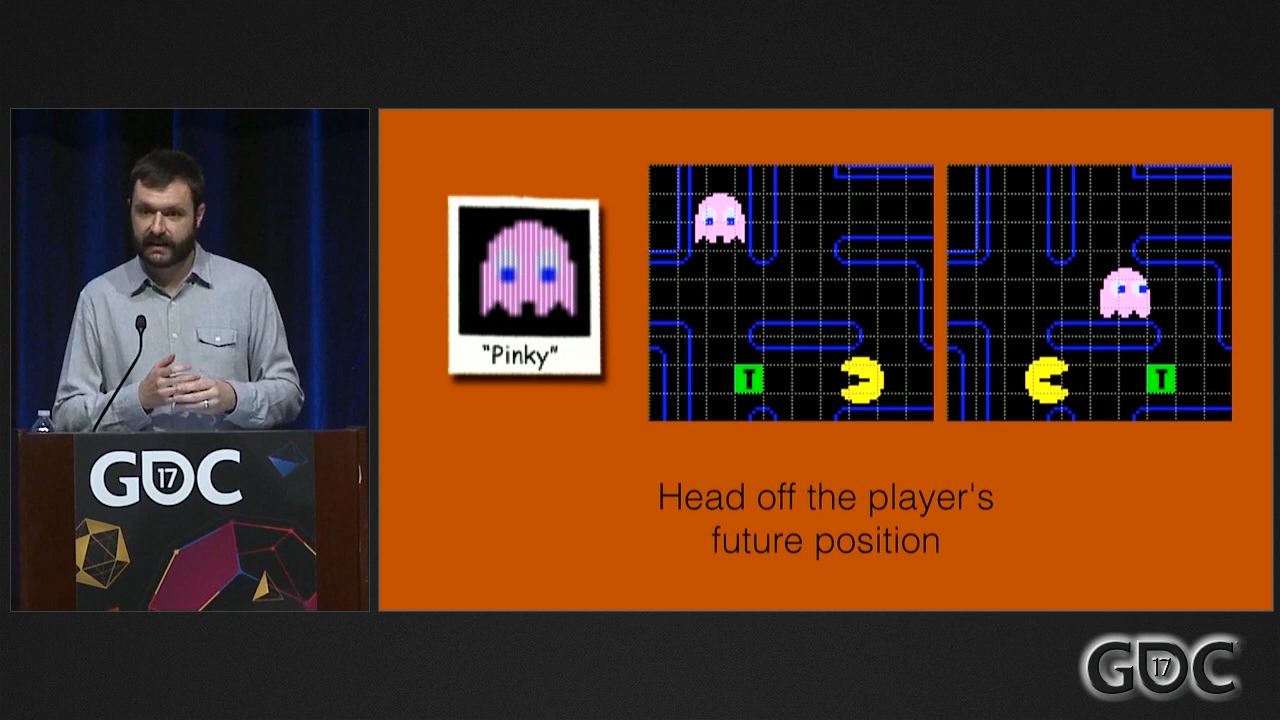 GDC
17
"Pinky"
T
T
Head off the player's
future position
GDC
17